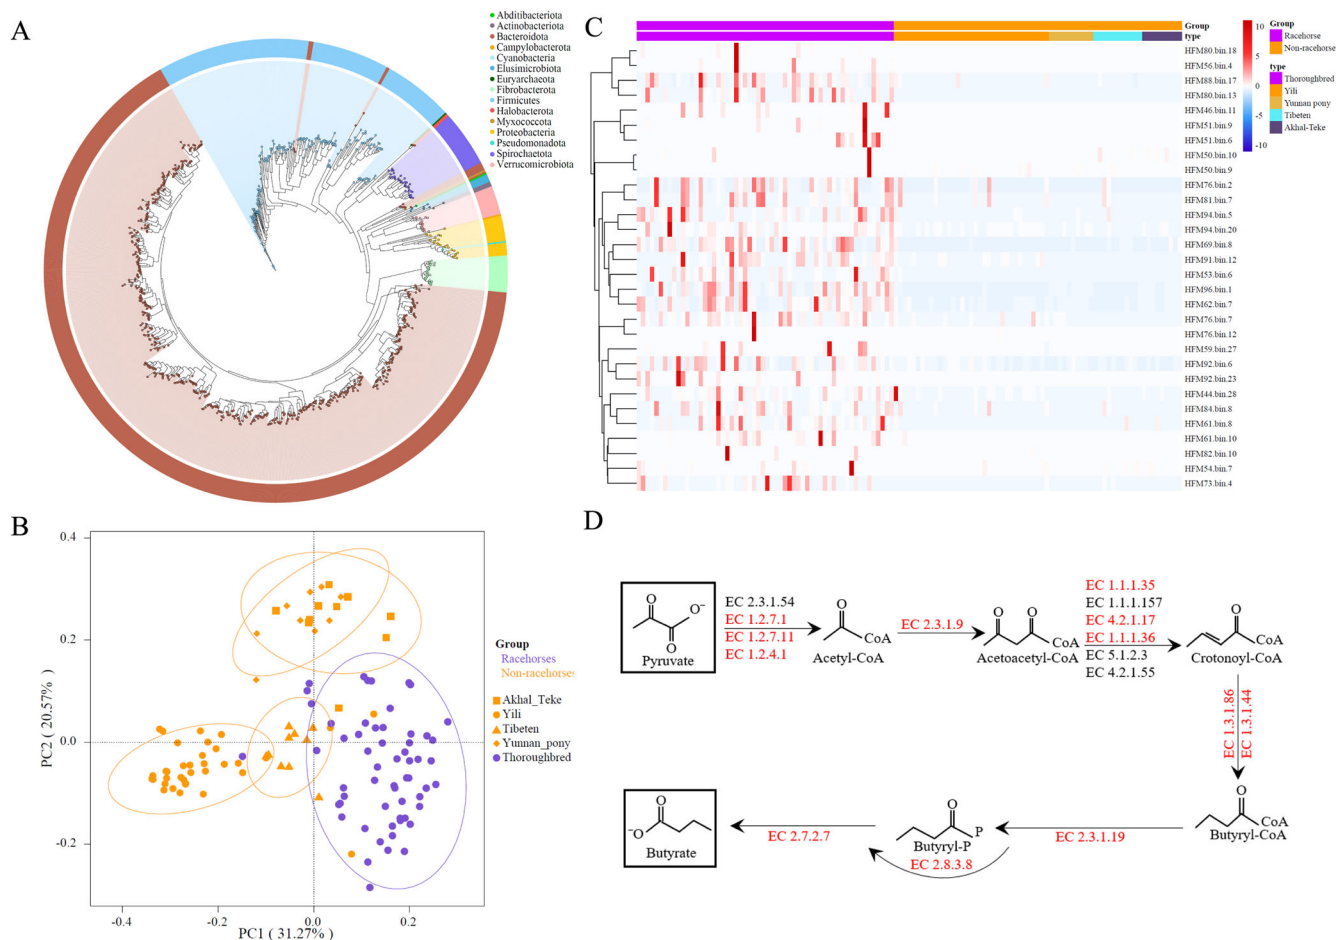 A
Abditibacteriota
Actinobacteriota
Bacteroidota
Campylobacterota
Cyanobacteria
Elusimicrobiota
Euryarchaeota
Fibrobacterota
Firmicutes
Halobacterota
Myxococcota
Proteobacteria
Pseudomonadota
Spirochaetota
Verrucomicrobiota
B
PC2 ( 20.57% )
0.4
0.2
0.0
-0.2
-0.4
-0.2
0.0
0.2
PC1 ( 31.27% )
Group
Racehorses
Non-racehorses
Akhal_Teke
Yili
Tibeten
Yunnan_pony
Thoroughbred
C
Group
type
HFM80.bin.18
HFM56.bin.4
HFM88.bin.17
HFM80.bin.13
HFM46.bin.11
HFM51.bin.9
HFM51.bin.6
HFM50.bin.10
HFM50.bin.9
HFM76.bin.2
HFM81.bin.7
HFM94.bin.5
HFM94.bin.20
HFM69.bin.8
HFM91.bin.12
HFM53.bin.6
HFM96.bin.1
HFM62.bin.7
HFM76.bin.7
HFM76.bin.12
HFM59.bin.27
HFM92.bin.6
HFM92.bin.23
HFM44.bin.28
HFM84.bin.8
HFM61.bin.8
HFM61.bin.10
HFM82.bin.10
HFM54.bin.7
HFM73.bin.4
10
5
0
-5
-10
Group
Racehorse
Non-racehorse
type
Thoroughbred
Yili
Yunnan pony
Tibeten
Akhal-Teke
D
O
O⁻
O
Pyruvate
EC 2.3.1.54
EC 1.2.7.1
EC 1.2.7.11
EC 1.2.4.1
O
CoA
Acetyl-CoA
EC 2.3.1.9
O O
CoA
Acetoacetyl-CoA
EC 1.1.1.35
EC 1.1.1.157
EC 4.2.1.17
EC 1.1.1.36
EC 5.1.2.3
EC 4.2.1.55
O
CoA
Crotonoyl-CoA
EC 1.3.1.86
EC 1.3.1.44
O
CoA
Butyryl-CoA
EC 2.3.1.19
O
P
Butyryl-P
EC 2.8.3.8
EC 2.7.2.7
O
⁻O
Butyrate